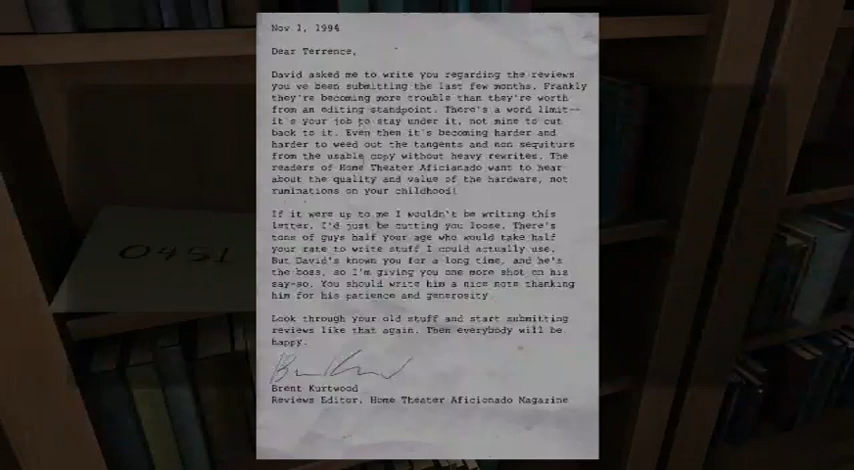 Nov 1, 1994
Dear Terrence,
David asked me to write you regarding the reviews
you've been submitting the last few months. Frankly
they're becoming more trouble than they're worth
from an editing standpoint. There's a word limit--
it's your job to stay under it, not mine to cut
back to it. Even then it's becoming harder and
harder to weed out the tangents and non sequiturs
from the usable copy without heavy rewrites. The
readers of Home Theater Aficionado want to hear
about the quality and value of the hardware, not
ruminations on your childhood!
If it were up to me I wouldn't be writing this
letter, I'd just be cutting you loose. There's
tons of guys half your age who would take half
your rate to write stuff I could actually use.
But David's known you for a long time, and he's
the boss, so I'm giving you one more shot on his
say-so. You should write him a nice note thanking
him for his patience and generosity.
Look through your old stuff and start submitting
reviews like that again. Then everybody will be
happy.
Brent Kurtwood
Reviews Editor, Home Theater Aficionado Magazine
0451